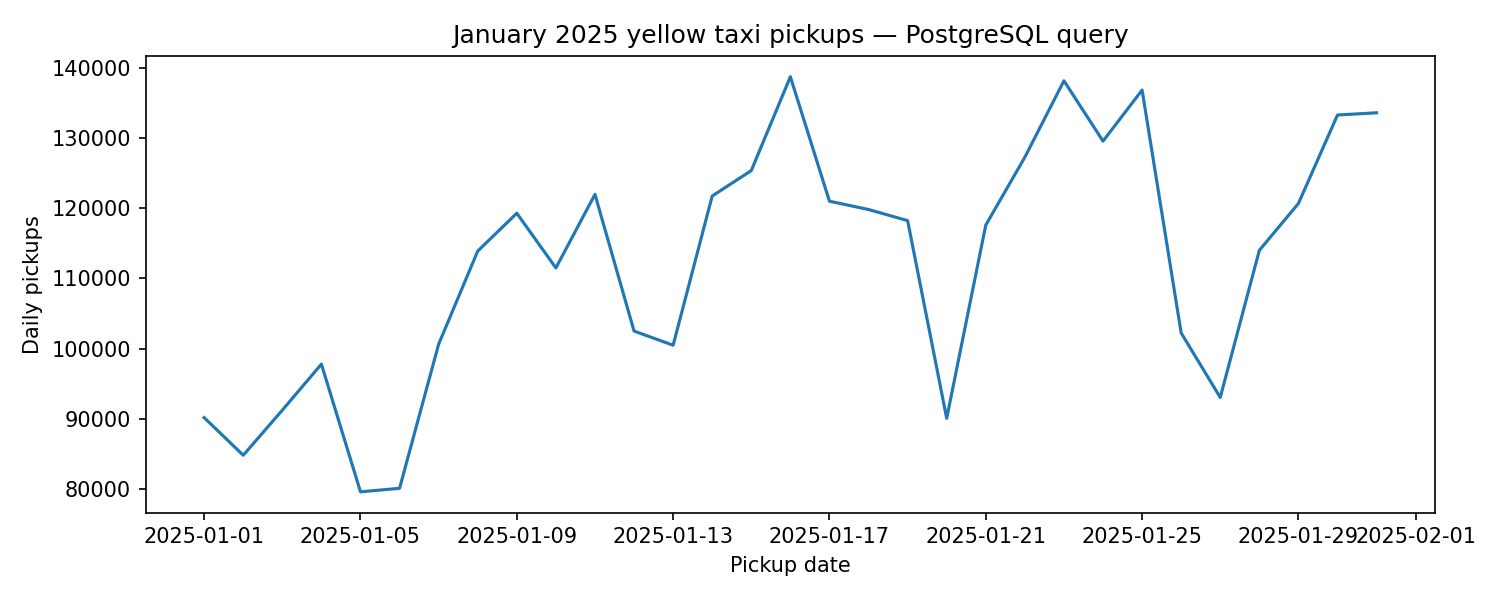 January 2025 yellow taxi pickups — PostgreSQL query
140000
130000
120000
110000
100000
90000
80000
Daily pickups
2025-01-01 2025-01-05 2025-01-09 2025-01-13 2025-01-17 2025-01-21 2025-01-25 2025-01-29 2025-02-01
Pickup date